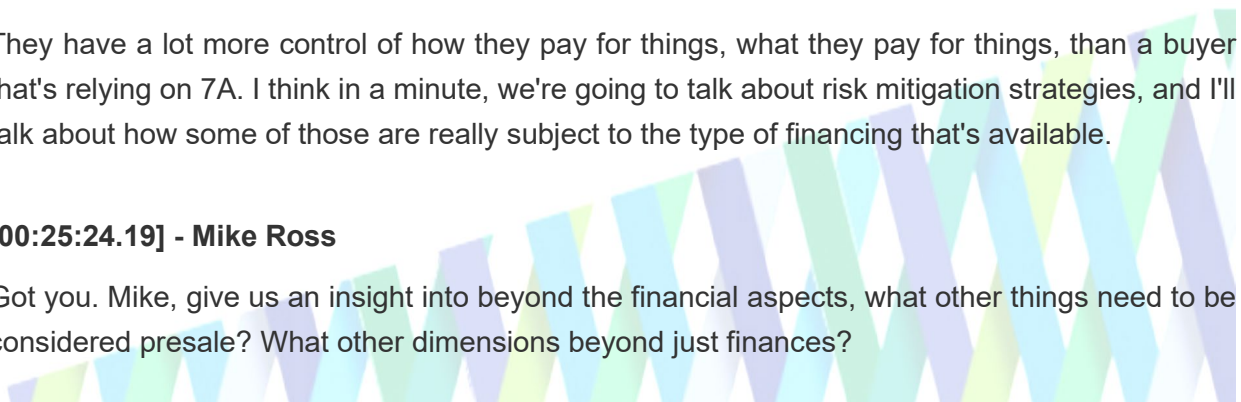 They have a lot more control of how they pay for things, what they pay for things, than a buyer
that's relying on 7A. I think in a minute, we're going to talk about risk mitigation strategies, and I'll
talk about how some of those are really subject to the type of financing that's available.
00:25:24.19] - Mike Ross
Got you. Mike, give us an insight into beyond the financial aspects, what other things need to be
considered presale? What other dimensions beyond just finances?